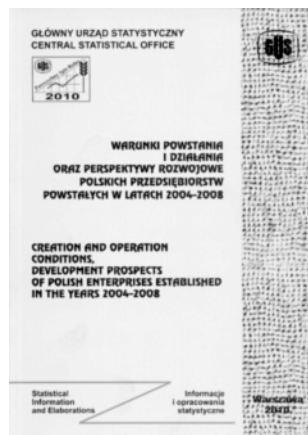 GŁÓWNY URZĄD STATYSTYCZNY
CENTRAL STATISTICAL OFFICE
GUS
2010
WARUNKI POWSTANIA
I DZIAŁANIA
ORAZ PERSPEKTYWY ROZWOJOWE
POLSKICH PRZEDSIĘBIORSTW
POWSTAŁYCH W LATACH 2004-2008
CREATION AND OPERATION
CONDITIONS,
DEVELOPMENT PROSPECTS
OF POLISH ENTERPRISES ESTABLISHED
IN THE YEARS 2004-2008
Statistical
Information
and Elaborations
Informacje
i opracowania
statystyczne
Warszawa
2010